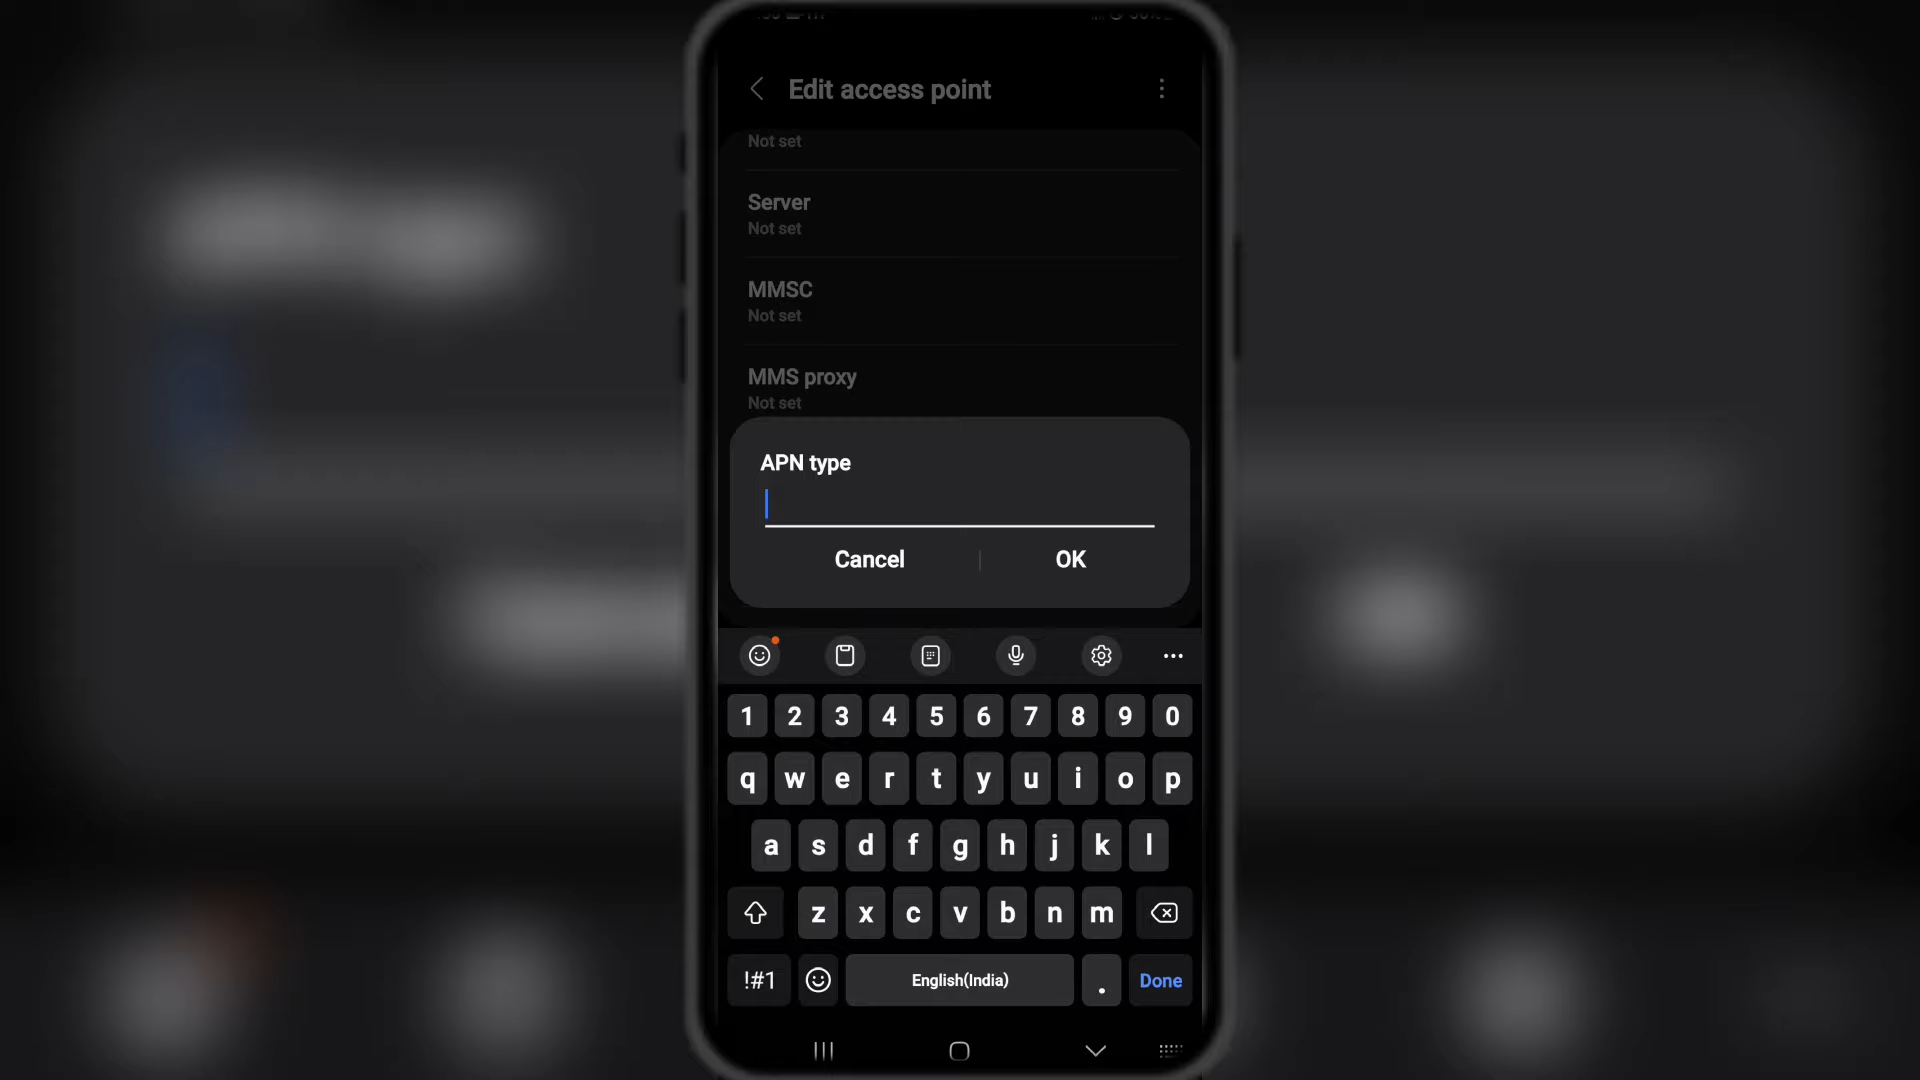 Edit access point
Not set
Server
Not set
MMSC
Not set
MMS proxy
Not set
APN type
Cancel
OK
1 2 3 4 5 6 7 8 9 0
q w e r t y u i o p
a s d f g h j k l
z x c v b n m
!#1
English(India)
.
Done